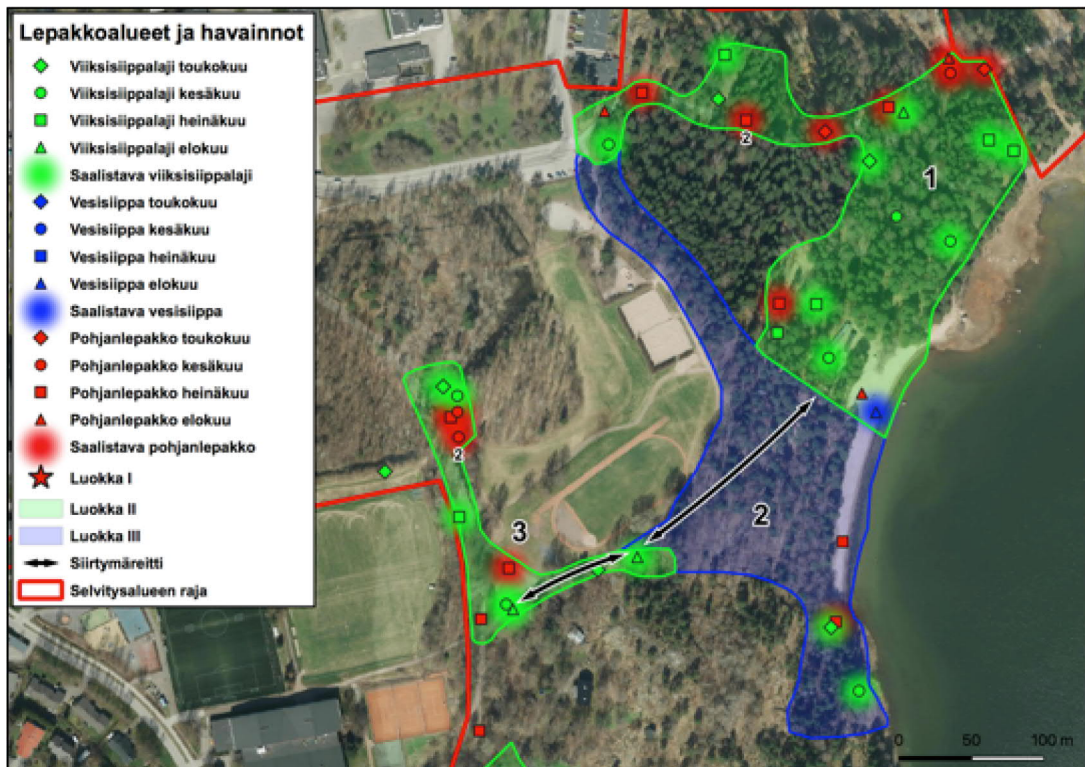 Lepakkoalueet ja havainnot
Viiksisiippalaji toukokuu
Viiksisiippalaji kesäkuu
Viiksisiippalaji heinäkuu
Viiksisiippalaji elokuu
Saalistava viiksisiippalaji
Vesisiippa toukokuu
Vesisiippa kesäkuu
Vesisiippa heinäkuu
Vesisiippa elokuu
Saalistava vesisiippa
Pohjanlepakko toukokuu
Pohjanlepakko kesäkuu
Pohjanlepakko heinäkuu
Pohjanlepakko elokuu
Saalistava pohjanlepakko
Luokka I
Luokka II
Luokka III
Siirtymäreitti
Selvitysalueen raja
2
1
2
3
2
0 50 100 m